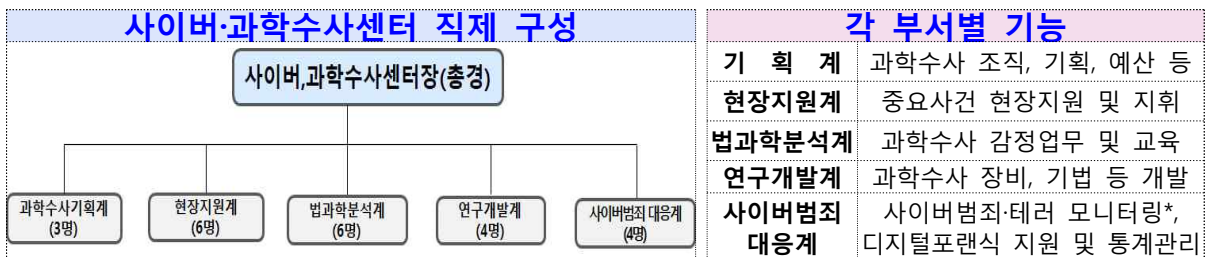 사이버·과학수사센터 직제 구성
사이버,과학수사센터장(총경)
과학수사기획계
(3명)
현장지원계
(6명)
법과학분석계
(6명)
연구개발계
(4명)
사이버범죄 대응계
(4명)
각 부서별 기능
기 획 계 과학수사 조직, 기획, 예산 등
현장지원계 중요사건 현장지원 및 지휘
법과학분석계 과학수사 감정업무 및 교육
연구개발계 과학수사 장비, 기법 등 개발
사이버범죄 대응계 사이버범죄·테러 모니터링*,
디지털포랜식 지원 및 통계관리